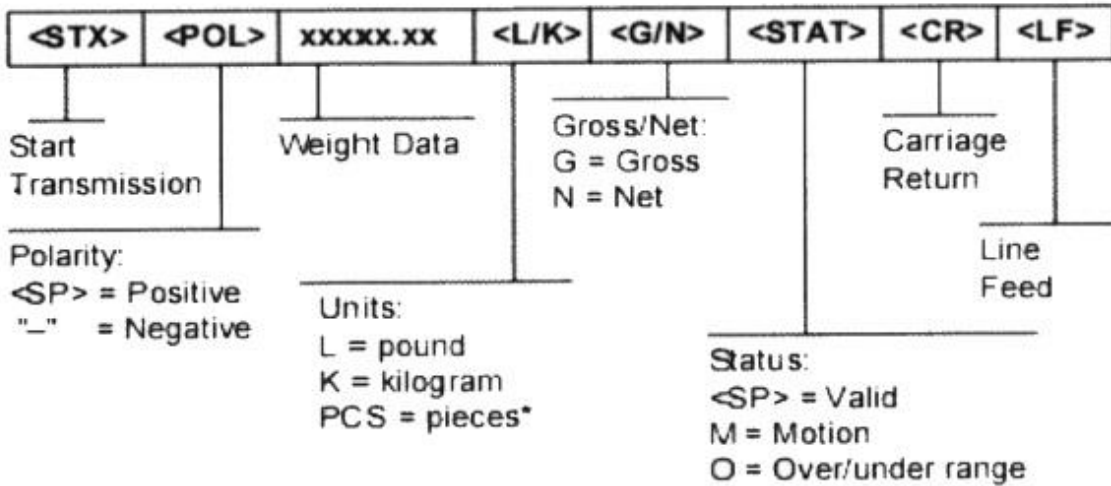 <STX> <POL> xxxxx.xx <L/K> <G/N> <STAT> <CR> <LF>
Start
Transmission
Weight Data
Gross/Net:
G = Gross
N = Net
Carriage
Return
Polarity:
<SP> = Positive
"–" = Negative
Units:
L = pound
K = kilogram
PCS = pieces*
Line
Feed
Status:
<SP> = Valid
M = Motion
O = Over/under range